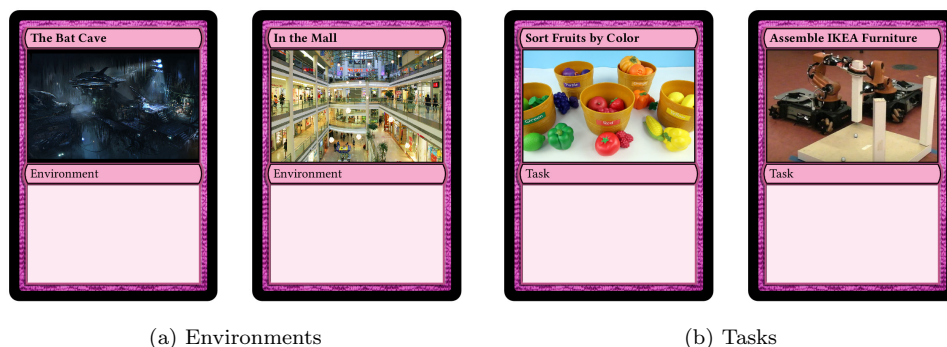 The Bat Cave
Environment
In the Mall
Environment
Sort Fruits by Color
Task
Assemble IKEA Furniture
Task
(a) Environments
(b) Tasks